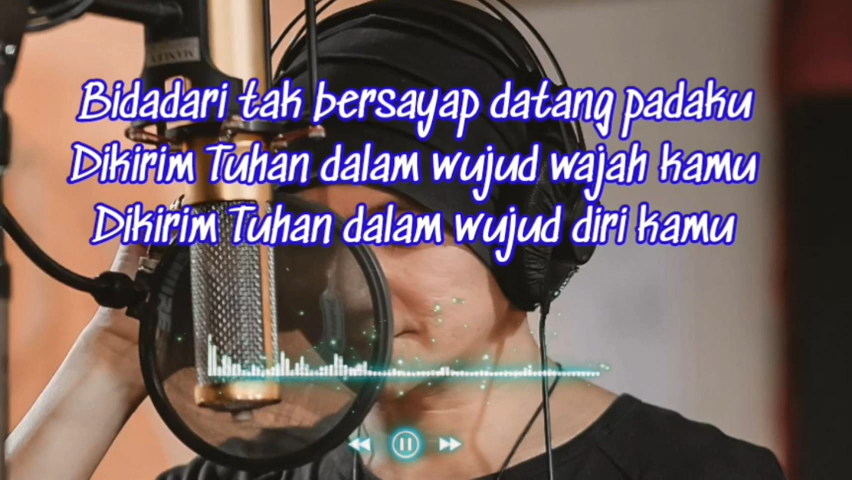 Bidadari tak bersayap datang padaku
Dikirim Tuhan dalam wujud wajah kamu
Dikirim Tuhan dalam wujud diri kamu